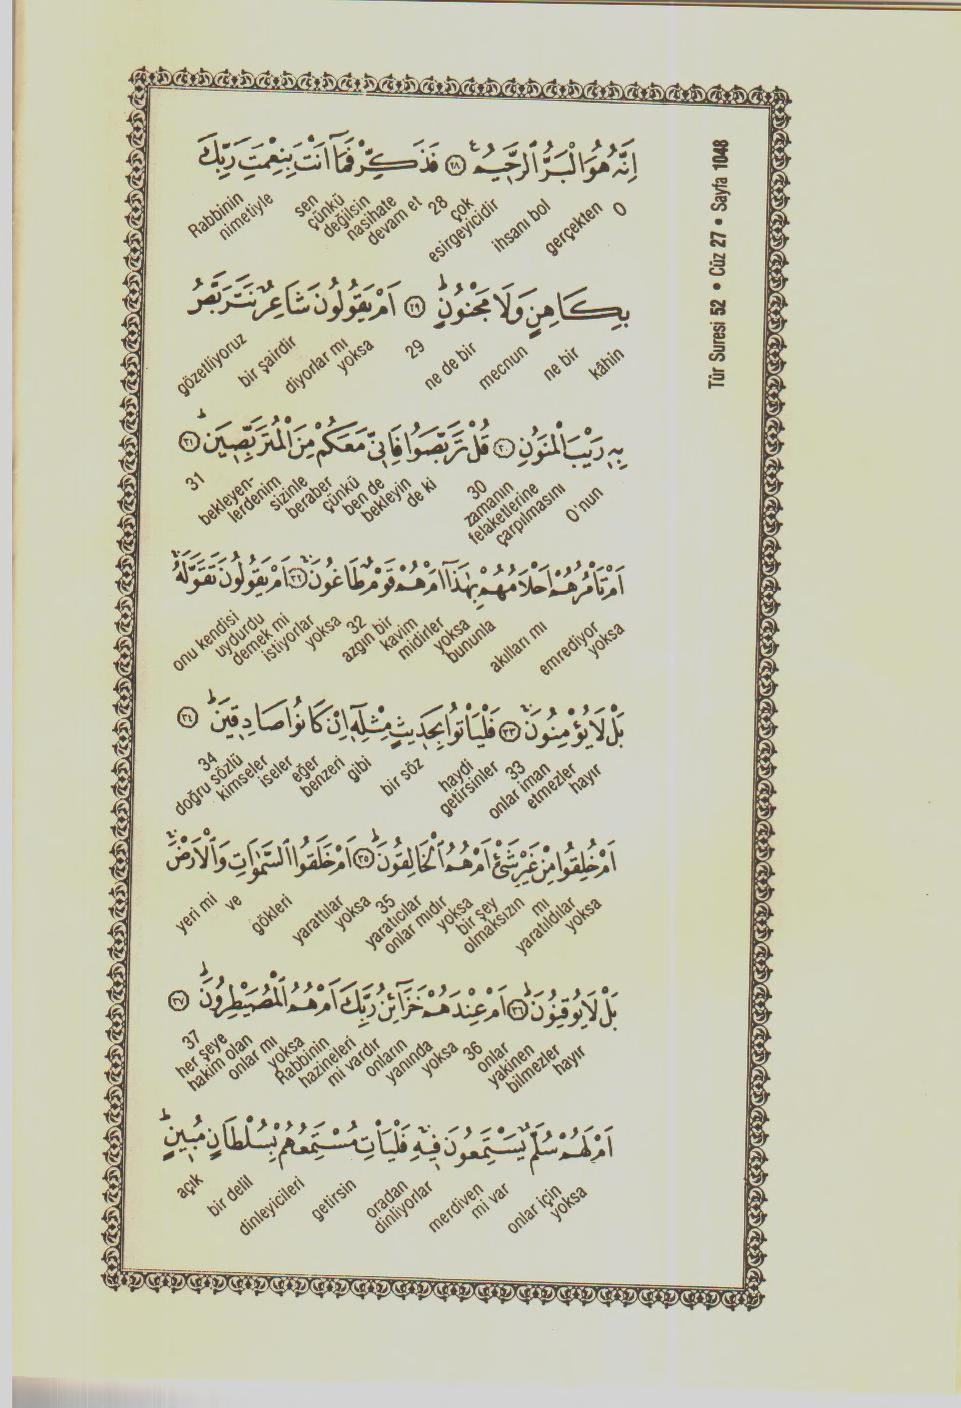 Tûr Suresi 52 • Cüz 27 • Sayfa 1048
اِنَّهُ هُوَ الْبَرُّ الرَّحِيمُ ﴿٢٨﴾ فَذَكِّرْ فَمَٓا اَنْتَ بِنِعْمَتِ رَبِّكَ
O gerçekten ihsanı bol esirgeyicidir çok 28 devam et nasihate değilsin çünkü sen nimetiyle Rabbinin
بِكَاهِنٍ وَلَا مَجْنُونٍ ﴿٢٩﴾ اَمْ يَقُولُونَ شَاعِرٌ نَتَرَبَّصُ
kâhin ne bir mecnun ne de bir 29 yoksa diyorlar mı bir şairdir gözetliyoruz
بِهِ رَيْبَ الْمَنُونِ ﴿٣٠﴾ قُلْ تَرَبَّصُوا فَاِنِّي مَعَكُمْ مِنَ الْمُتَرَبِّصِينَ ﴿٣١﴾
O'nun çarpılmasını felaketlerine zamanın 30 de ki bekleyin ben de çünkü beraber sizinle bekleyen-lerdenim 31
اَمْ تَأْمُرُهُمْ اَحْلَامُهُمْ بِهٰذَٓا اَمْ هُمْ قَوْمٌ طَاغُونَ ﴿٣٢﴾ اَمْ يَقُولُونَ تَقَوَّلَهُ
yoksa emrediyor akılları mı bununla yoksa midirler kavim azgın bir 32 yoksa istiyorlar demek mi uydurdu onu kendisi
بَلْ لَا يُؤْمِنُونَ ﴿٣٣﴾ فَلْيَأْتُوا بِحَدِيثٍ مِثْلِهِ اِنْ كَانُوا صَادِقِينَ ﴿٣٤﴾
hayır etmezler onlar iman 33 getirsinler haydi bir söz gibi benzeri eğer iseler kimseler doğru sözlü 34
اَمْ خُلِقُوا مِنْ غَيْرِ شَيْءٍ اَمْ هُمُ الْخَالِقُونَ ﴿٣٥﴾ اَمْ خَلَقُوا السَّمٰوَاتِ وَالْاَرْضَ
yoksa yaratıldılar mı olmaksızın bir şey yoksa onlar mıdır yaratıcılar 35 yoksa yarattılar gökleri ve yeri mi
بَلْ لَا يُوقِنُونَ ﴿٣٦﴾ اَمْ عِنْدَهُمْ خَزَٓائِنُ رَبِّكَ اَمْ هُمُ الْمُصَيْطِرُونَ ﴿٣٧﴾
hayır bilmezler yakinen onlar 36 yoksa yanında onların mi vardır hazineleri Rabbinin yoksa onlar mı hakim olan her şeye 37
اَمْ لَهُمْ سُلَّمٌ يَسْتَمِعُونَ فِيهِ فَلْيَأْتِ مُسْتَمِعُهُمْ بِسُلْطَانٍ مُبِينٍ
yoksa onlar için mi var merdiven dinliyorlar oradan getirsin dinleyicileri bir delil açık